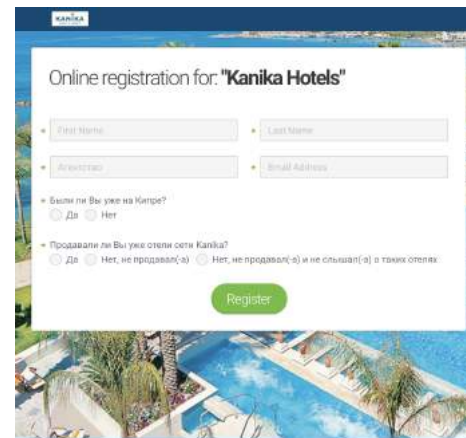 KANIKA
Online registration for: "Kanika Hotels"
* First Name
* Last Name
* Агентство
* Email Address
* Были ли Вы уже на Кипре?
Да Нет
* Продавали ли Вы уже отели сети Kanika?
Да Нет, не продавал(-а) Нет, не продавал(-а) и не слышал(-а) о таких отелях
Register